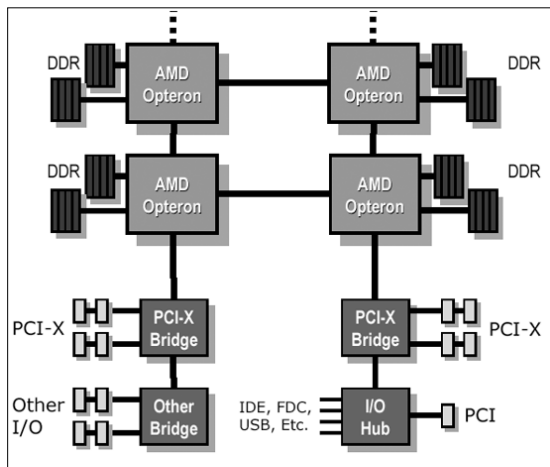 DDR
AMD
Opteron
AMD
Opteron
DDR
DDR
AMD
Opteron
AMD
Opteron
DDR
PCI-X
PCI-X
Bridge
PCI-X
Bridge
PCI-X
Other
I/O
Other
Bridge
IDE, FDC,
USB, Etc.
I/O
Hub
PCI